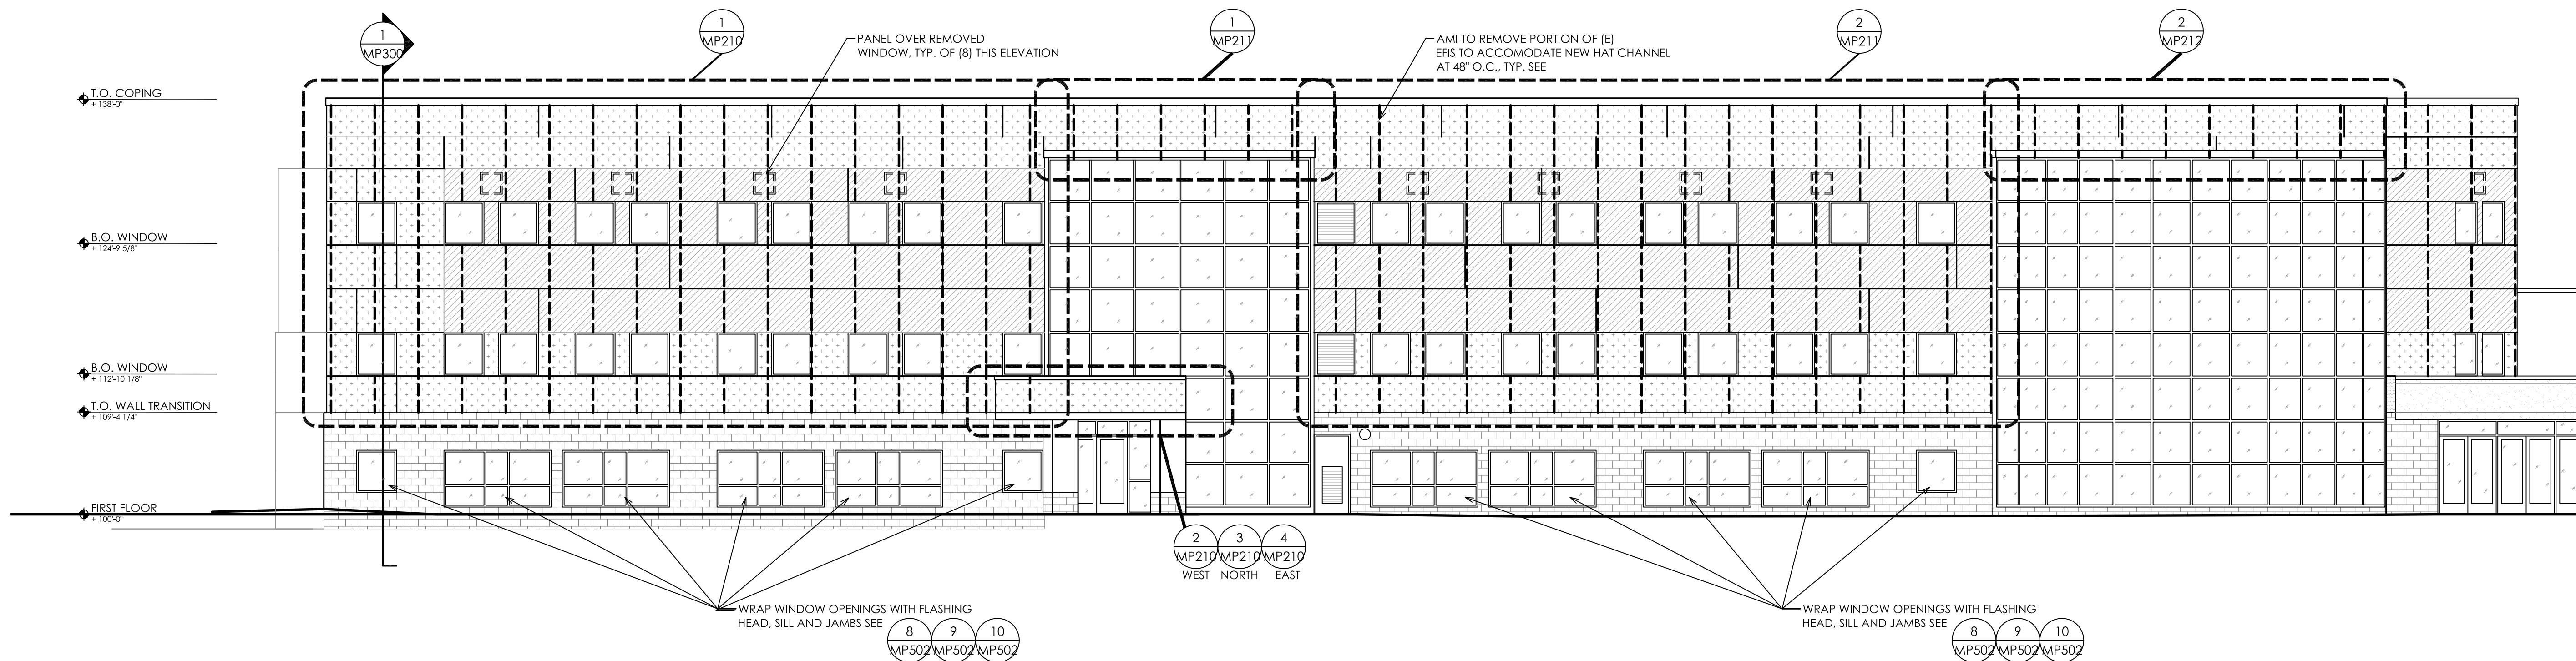 1
MP300
1
MP210
PANEL OVER REMOVED
WINDOW, TYP. OF (8) THIS ELEVATION
1
MP211
AMI TO REMOVE PORTION OF (E)
EFIS TO ACCOMODATE NEW HAT CHANNEL
AT 48" O.C., TYP. SEE
2
MP211
2
MP212
T.O. COPING
+ 138'-0"
B.O. WINDOW
+ 124'-9 5/8"
B.O. WINDOW
+ 112'-10 1/8"
T.O. WALL TRANSITION
+ 109'-4 1/4"
FIRST FLOOR
+ 100'-0"
2
MP210
WEST
3
MP210
NORTH
4
MP210
EAST
WRAP WINDOW OPENINGS WITH FLASHING
HEAD, SILL AND JAMBS SEE
8
MP502
9
MP502
10
MP502
WRAP WINDOW OPENINGS WITH FLASHING
HEAD, SILL AND JAMBS SEE
8
MP502
9
MP502
10
MP502